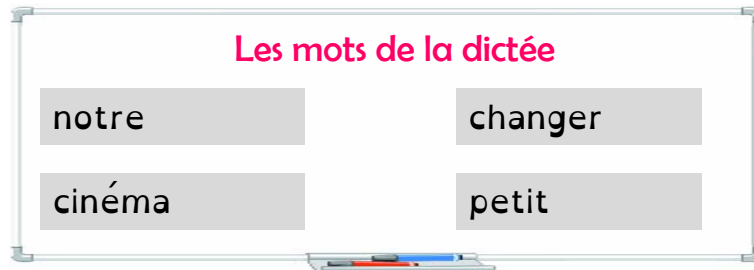 Les mots de la dictée
notre changer
cinéma petit